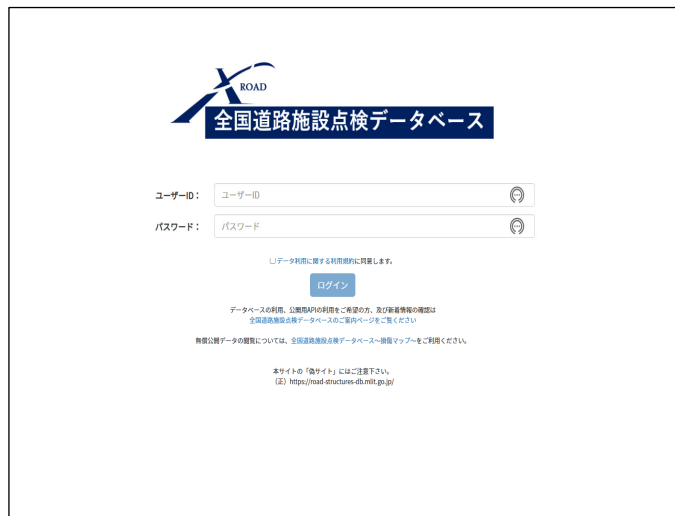 ROAD
全国道路施設点検データベース
ユーザーID： ユーザーID
パスワード： パスワード
データ利用に関する利用規約に同意します。
ログイン
データベースの利用、公開用APIの利用をご希望の方、及び新着情報の確認は
全国道路施設点検データベースのご案内ページをご覧ください
無償公開データの閲覧については、全国道路施設点検データベース～損傷マップ～をご利用ください。
本サイトの「偽サイト」にはご注意下さい。
（正）https://road-structures-db.mlit.go.jp/